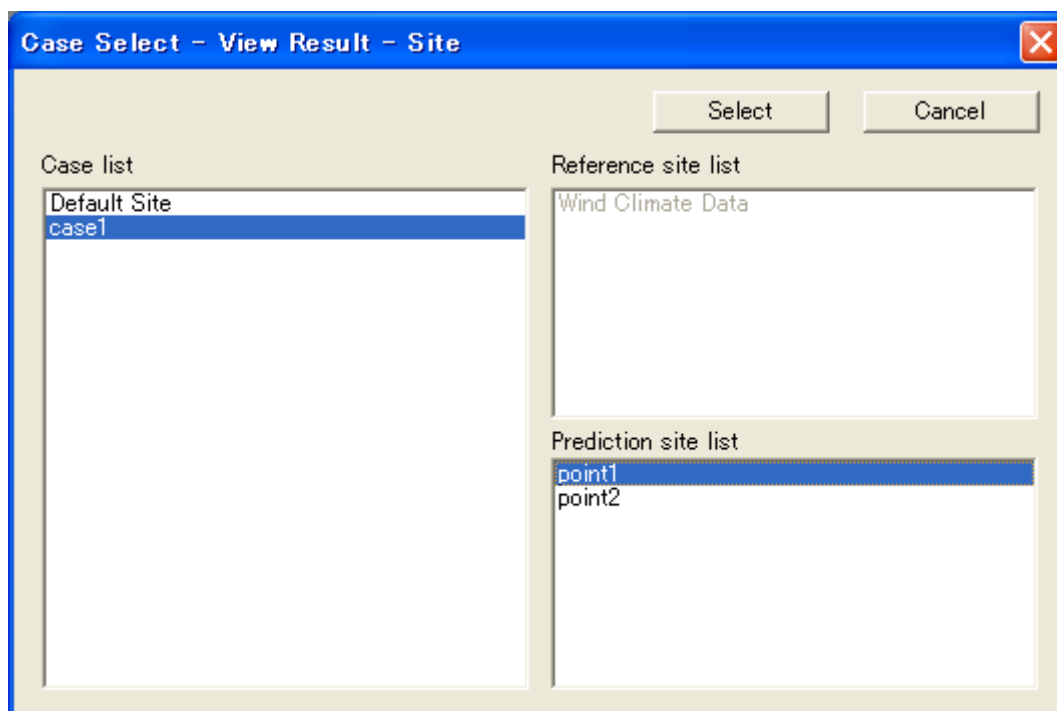 Case Select - View Result - Site
Select
Cancel
Case list
Default Site
case1
Reference site list
Wind Climate Data
Prediction site list
point1
point2